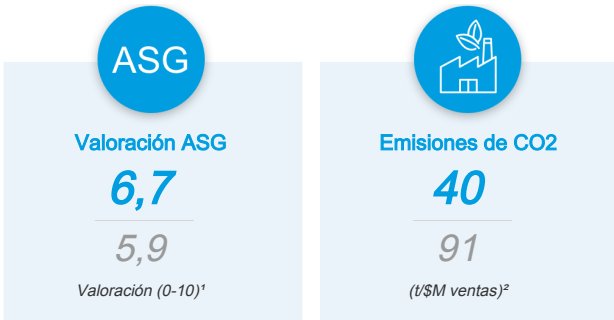 ASG
Valoración ASG
6,7
5,9
Valoración (0-10)¹
Emisiones de CO2
40
91
(t/$M ventas)²